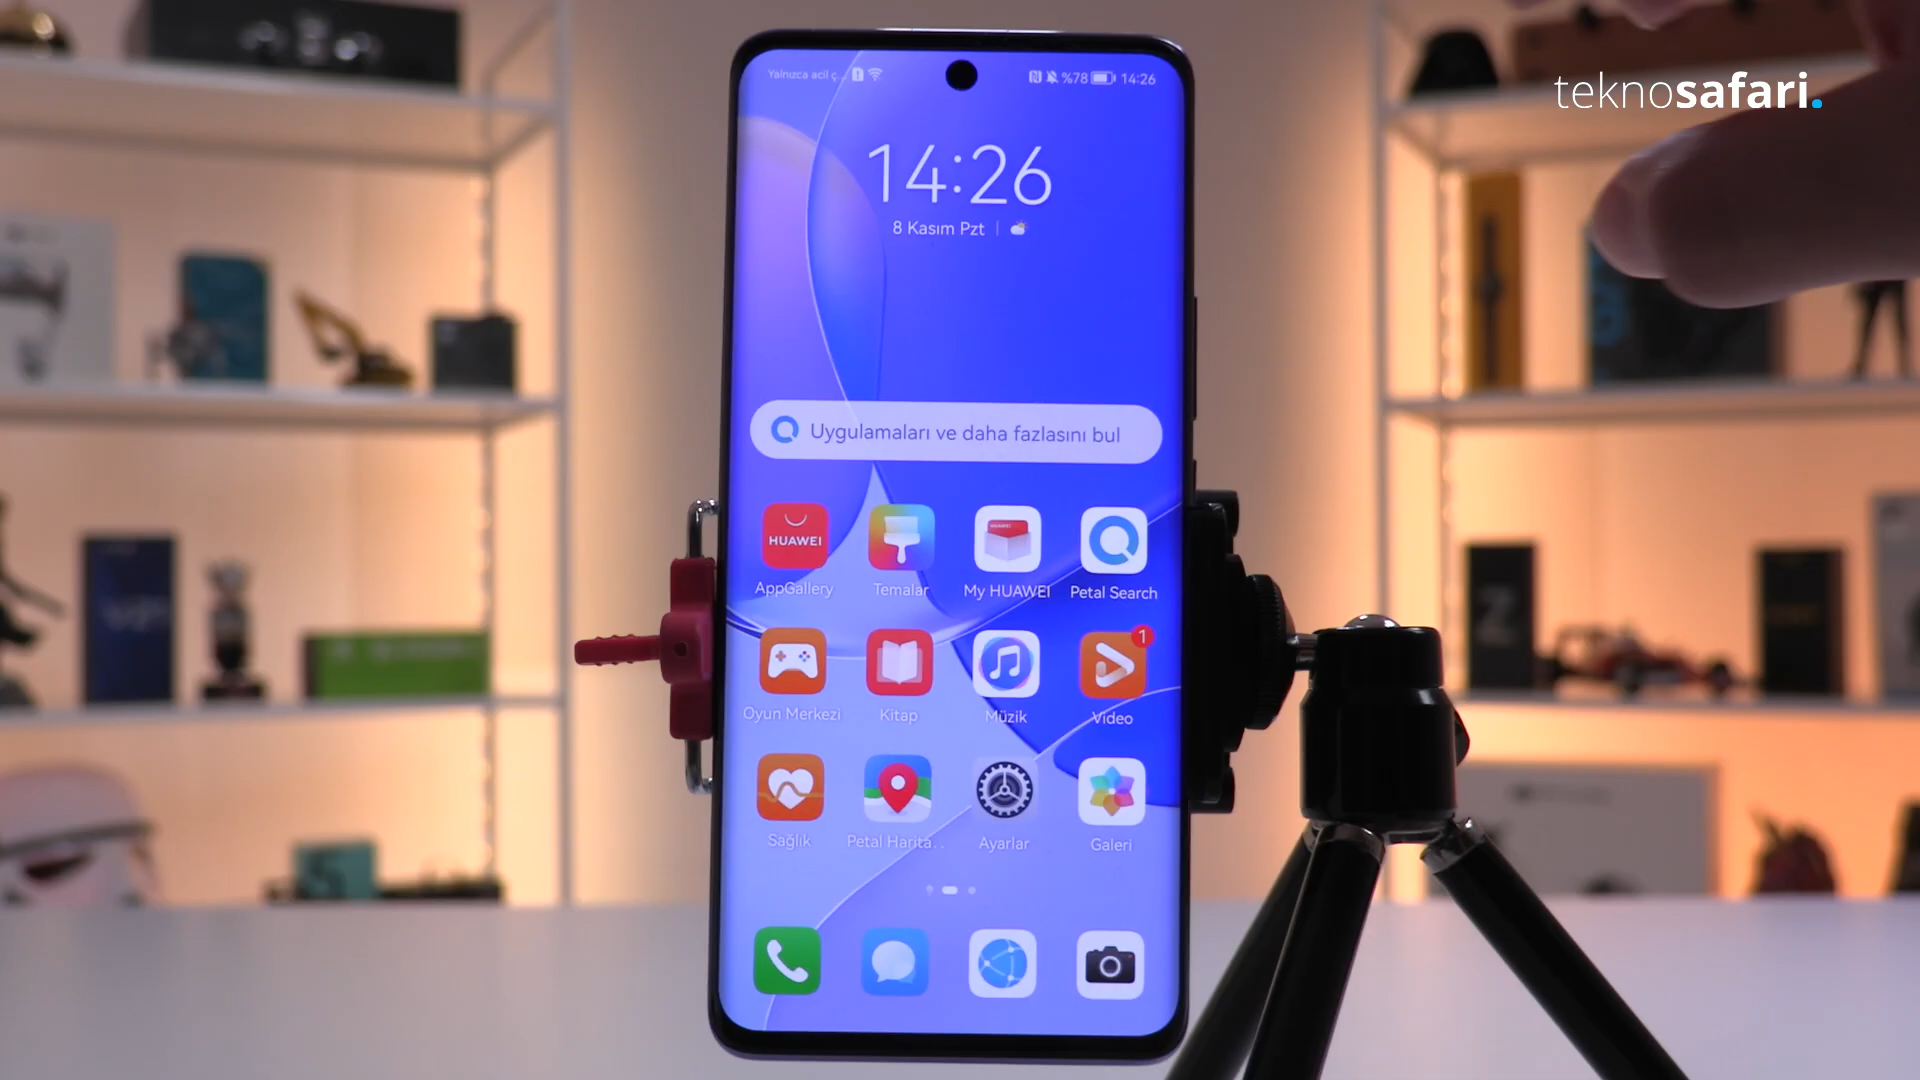 teknosafari.
Yalnızca acil ç... %78 14:26
14:26
8 Kasım Pzt
Uygulamaları ve daha fazlasını bul
HUAWEI
AppGallery Temalar My HUAWEI Petal Search
1
Oyun Merkezi Kitap Müzik Video
Sağlık Petal Harita... Ayarlar Galeri